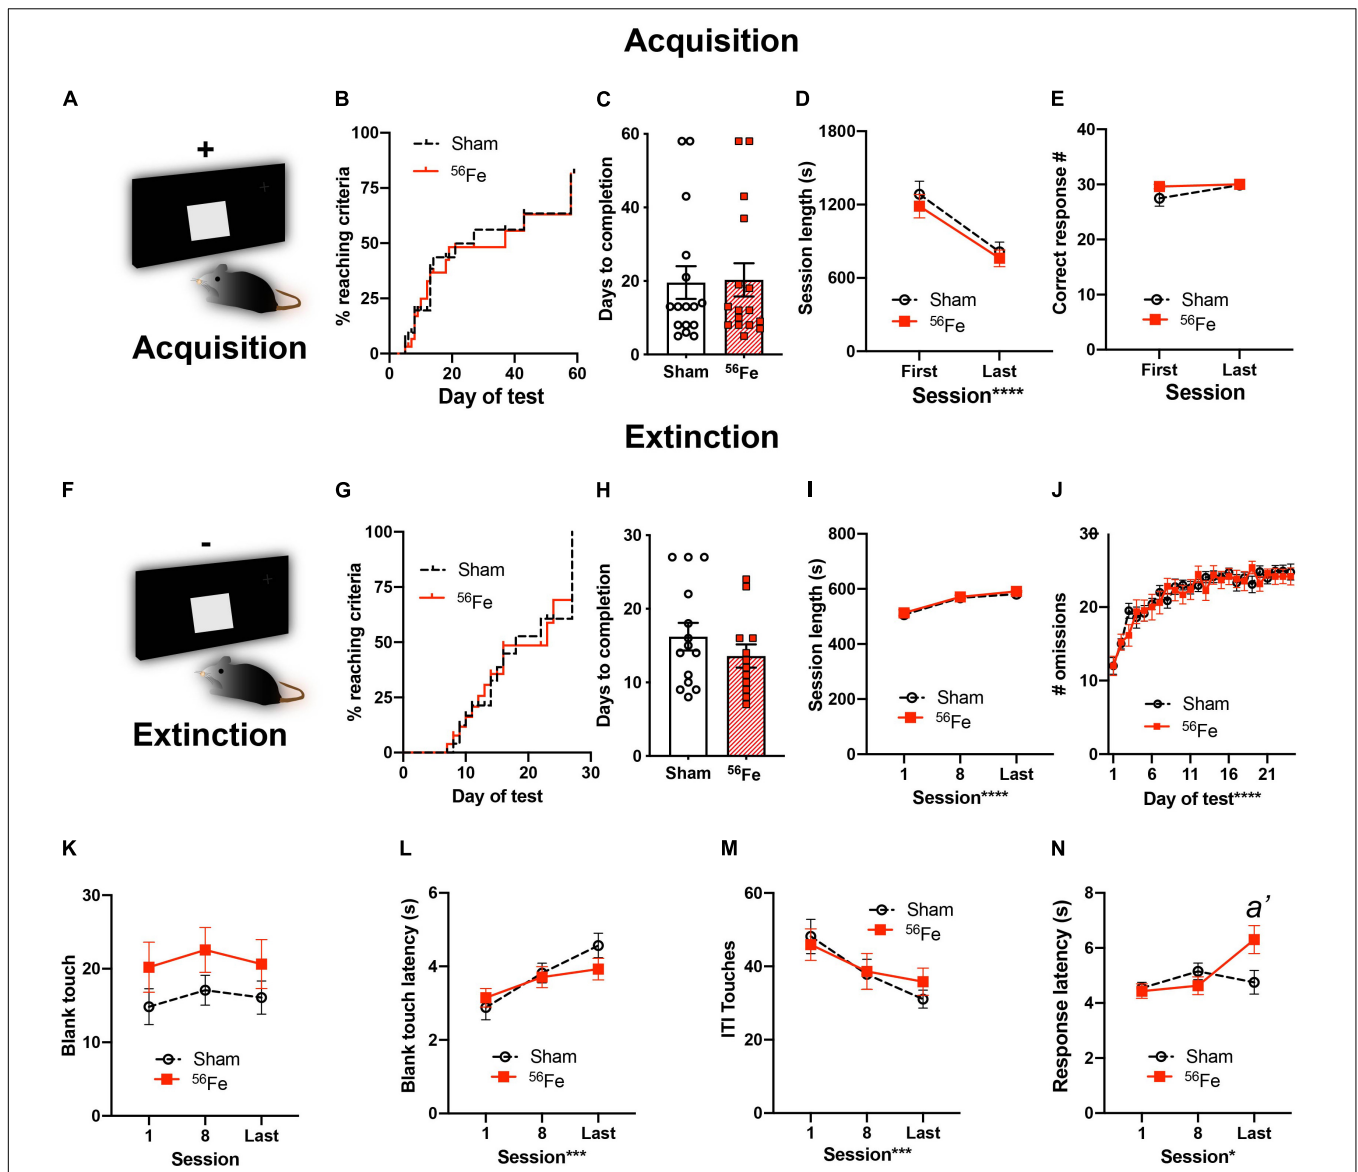 Acquisition
A
B
C
D
E
+
Acquisition
% reaching criteria
100
75
50
25
0
Sham
56Fe
0
20
40
60
Day of test
Days to completion
60
40
20
0
Sham
56Fe
Session length (s)
1800
1200
600
0
Sham
56Fe
First
Last
Session****
Correct response #
40
30
20
10
0
Sham
56Fe
First
Last
Session
Extinction
F
G
H
I
J
-
Extinction
% reaching criteria
100
75
50
25
0
Sham
56Fe
0
10
20
30
Day of test
Days to completion
30
20
10
0
Sham
56Fe
Session length (s)
800
600
400
200
0
Sham
56Fe
1
8
Last
Session****
# omissions
30
20
10
0
Sham
56Fe
1
6
11
16
21
Day of test****
K
L
M
N
Blank touch
30
20
10
0
Sham
56Fe
1
8
Last
Session
Blank touch latency (s)
6
4
2
0
Sham
56Fe
1
8
Last
Session***
ITI Touches
60
40
20
0
Sham
56Fe
1
8
Last
Session***
Response latency (s)
8
6
4
2
0
a’
Sham
56Fe
1
8
Last
Session*